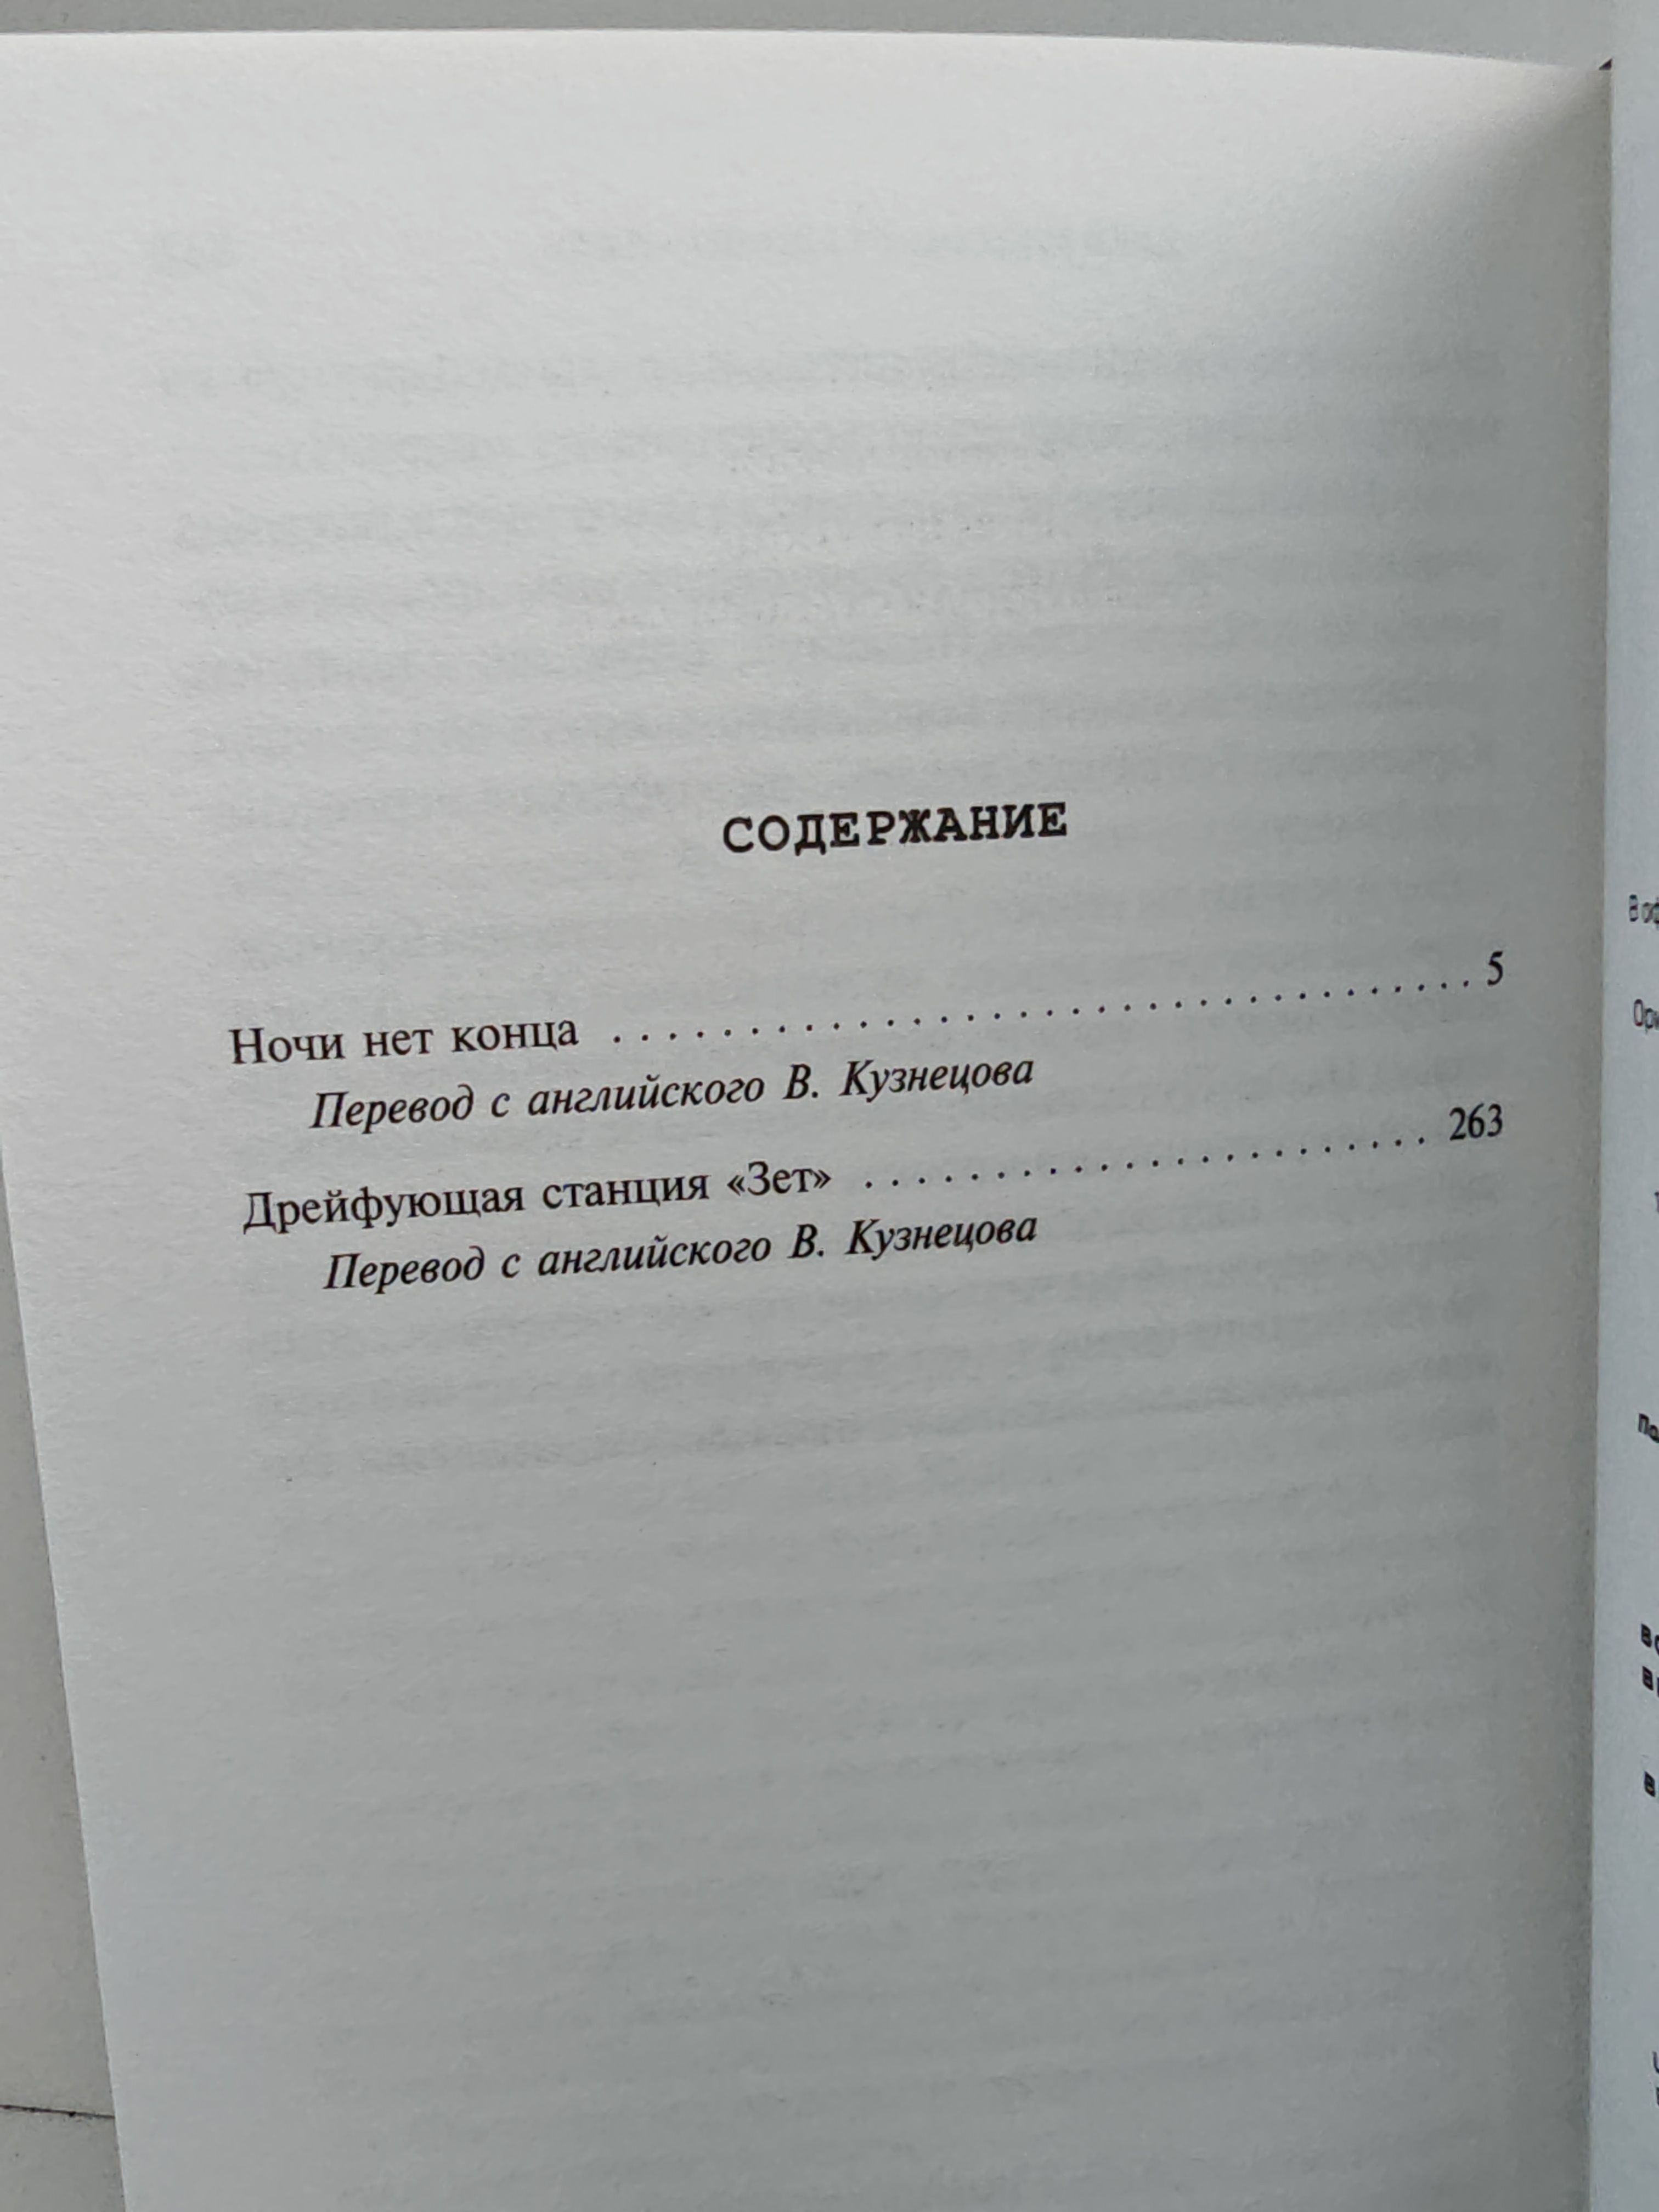 СОДЕРЖАНИЕ
Ночи нет конца . . . . . . . . . . . . . . . . . . . . . . . . . . . . . . . . 5
Перевод с английского В. Кузнецова
Дрейфующая станция «Зет» . . . . . . . . . . . . . . . . . . . . . 263
Перевод с английского В. Кузнецова